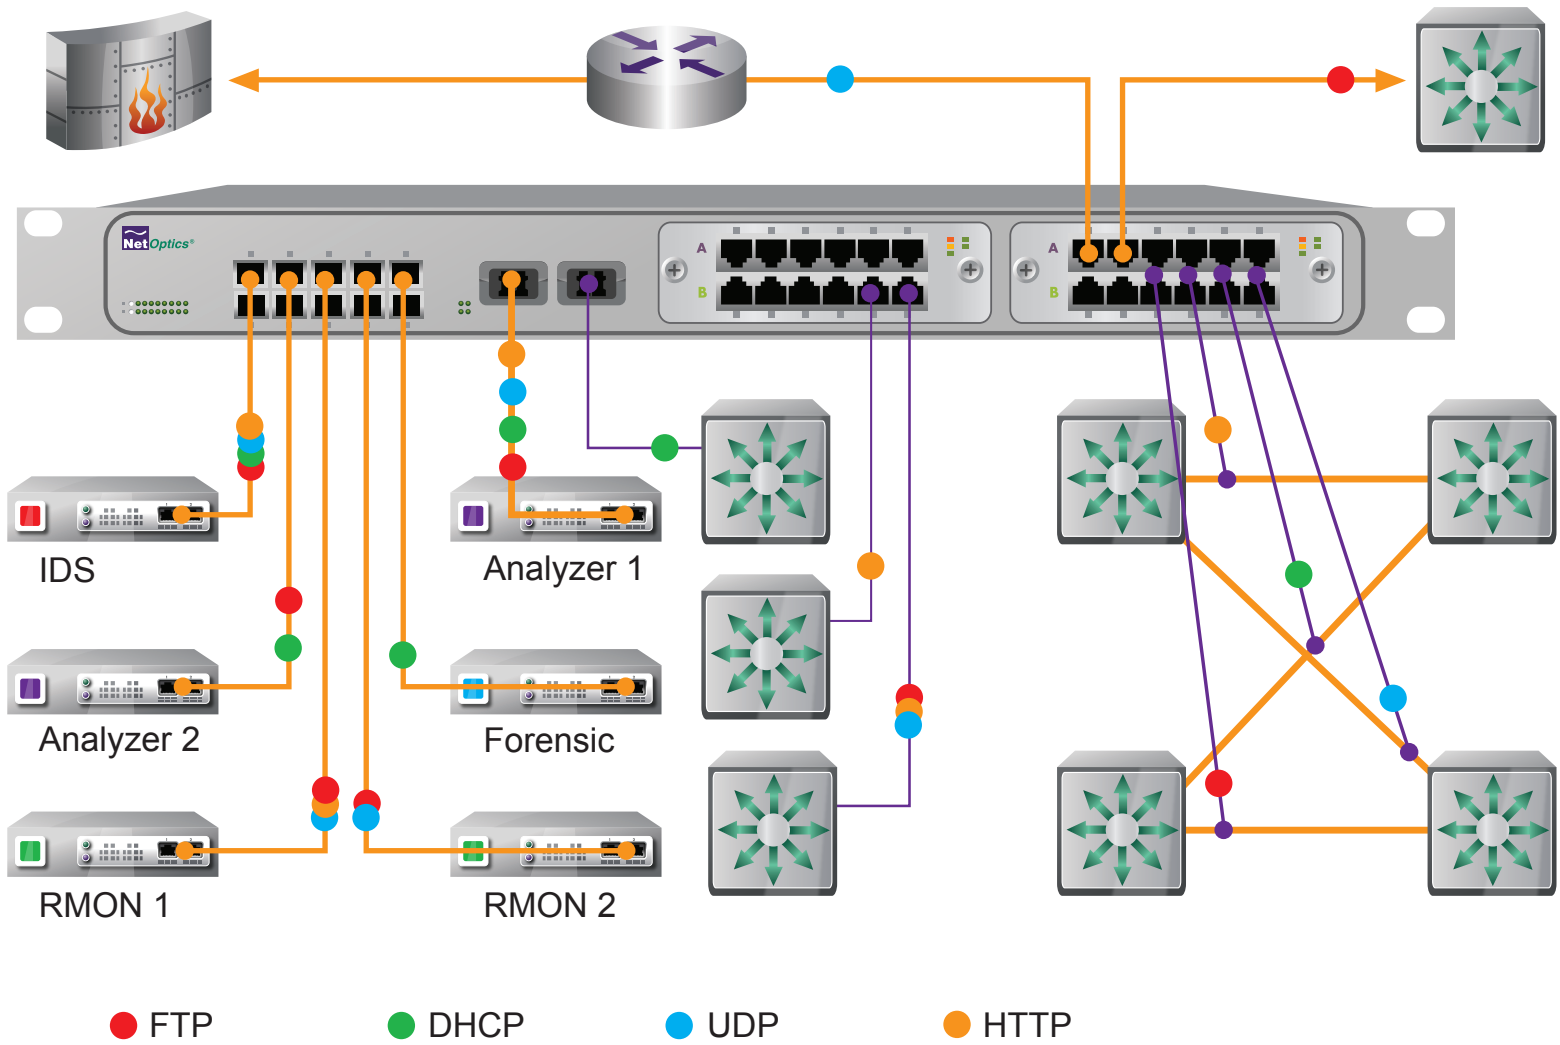 Net Optics®
A
B
A
B
IDS
Analyzer 1
Analyzer 2
Forensic
RMON 1
RMON 2
FTP
DHCP
UDP
HTTP